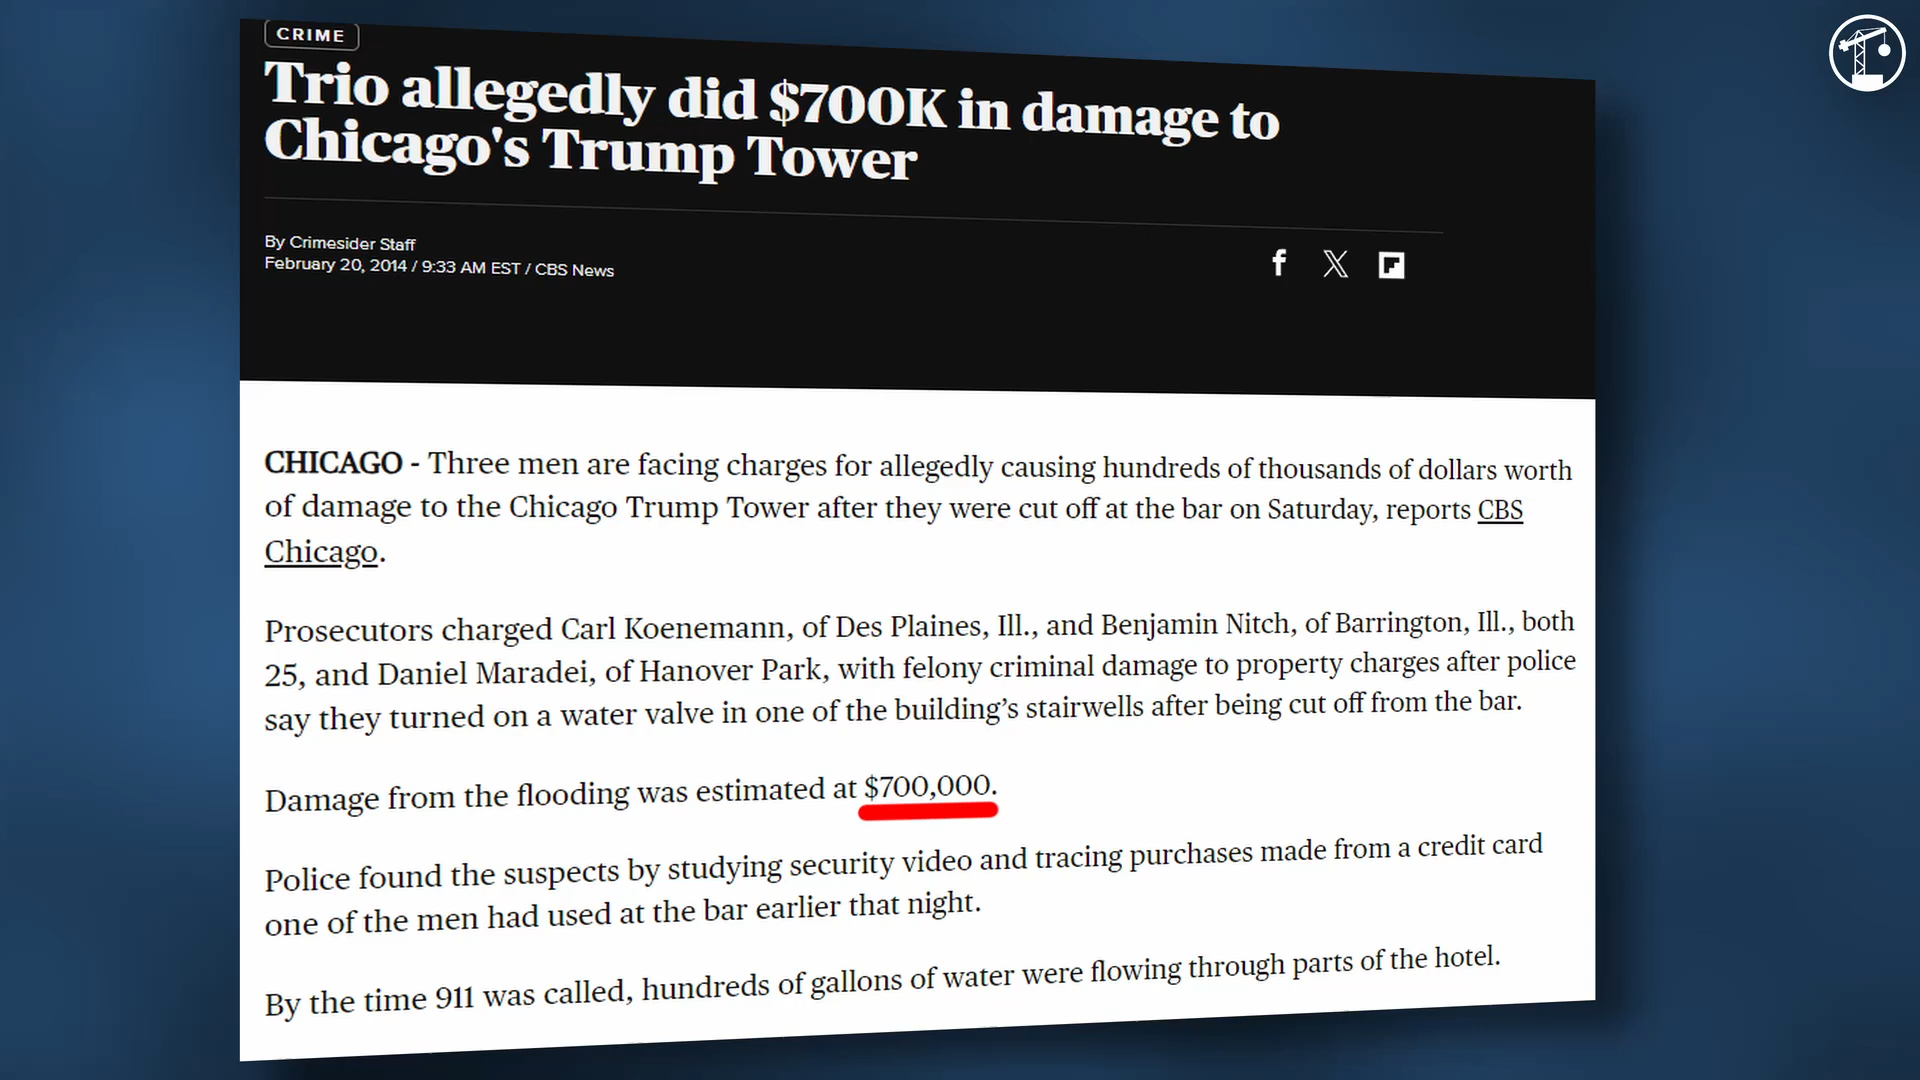 CRIME
Trio allegedly did $700K in damage to
Chicago's Trump Tower
By Crimesider Staff
February 20, 2014 / 9:33 AM EST / CBS News
CHICAGO - Three men are facing charges for allegedly causing hundreds of thousands of dollars worth
of damage to the Chicago Trump Tower after they were cut off at the bar on Saturday, reports CBS
Chicago.
Prosecutors charged Carl Koenemann, of Des Plaines, Ill., and Benjamin Nitch, of Barrington, Ill., both
25, and Daniel Maradei, of Hanover Park, with felony criminal damage to property charges after police
say they turned on a water valve in one of the building’s stairwells after being cut off from the bar.
Damage from the flooding was estimated at $700,000.
Police found the suspects by studying security video and tracing purchases made from a credit card
one of the men had used at the bar earlier that night.
By the time 911 was called, hundreds of gallons of water were flowing through parts of the hotel.